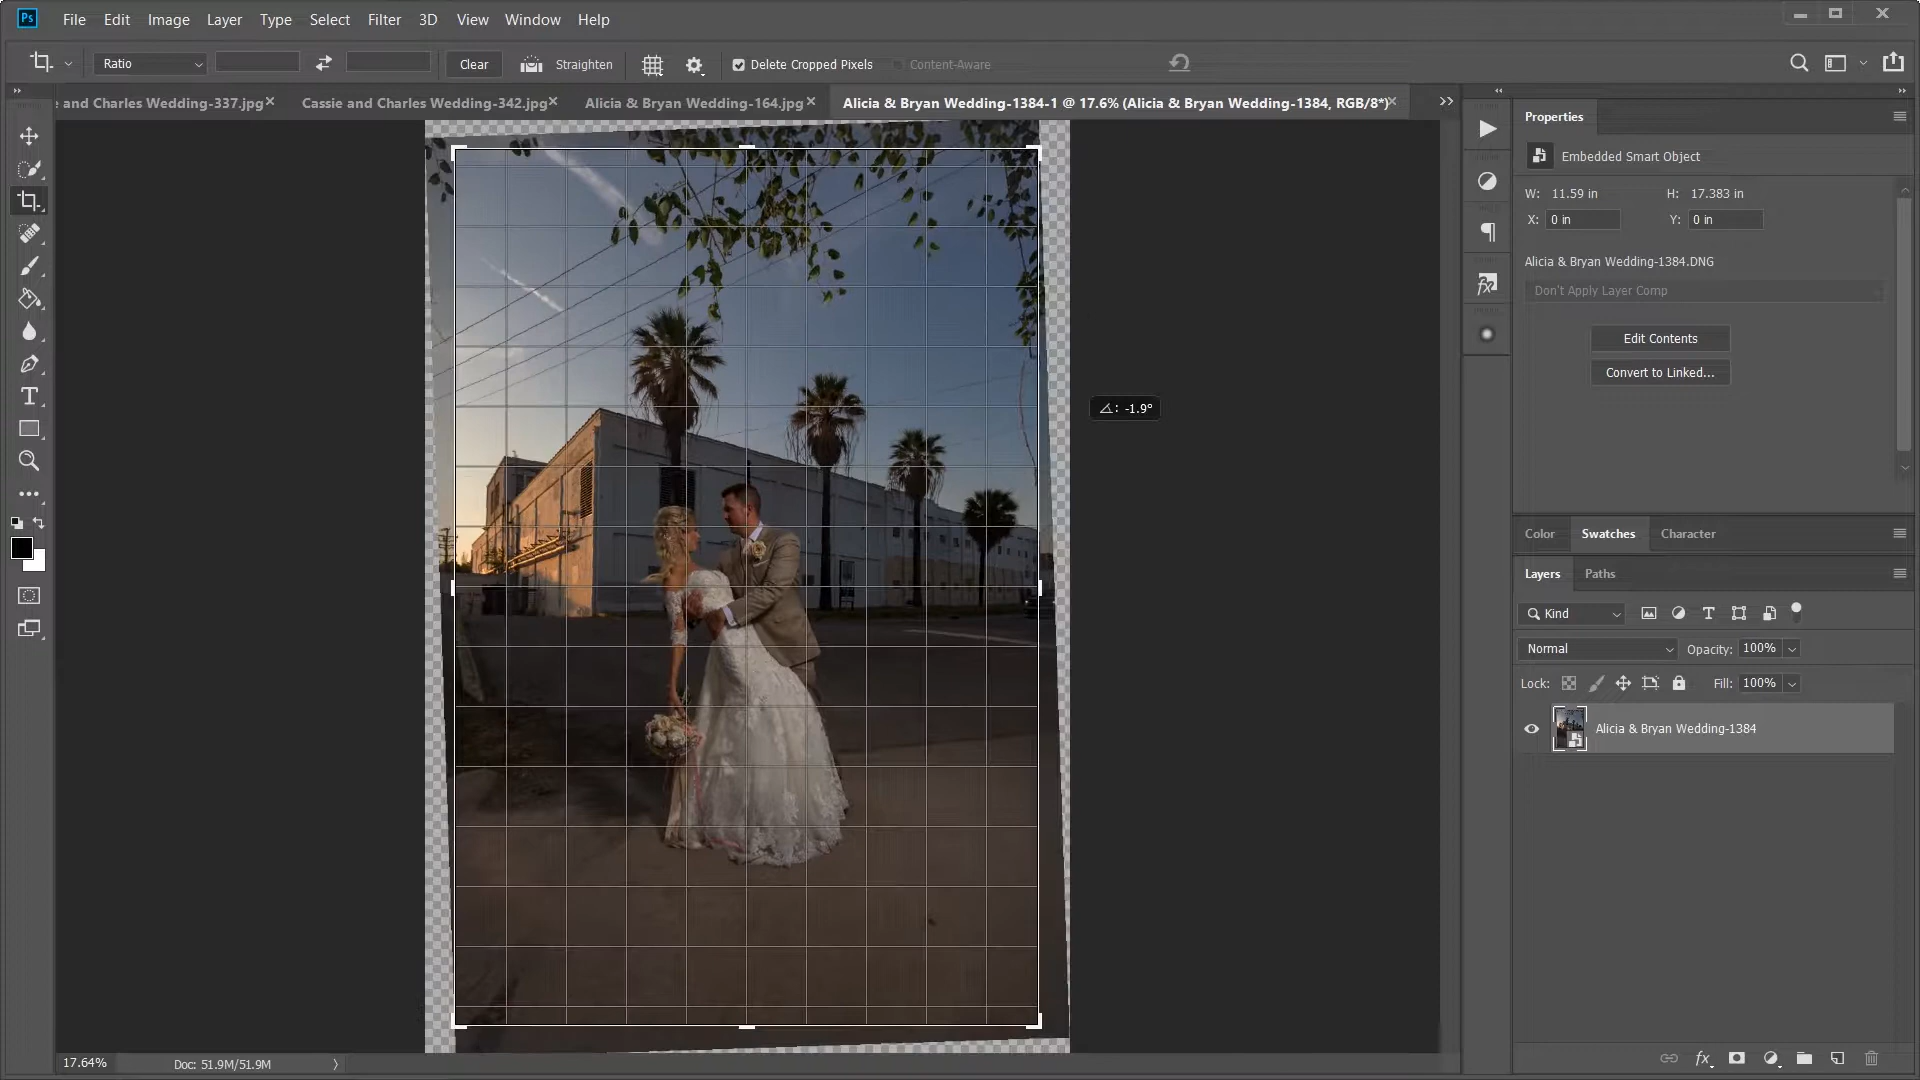 Ps File Edit Image Layer Type Select Filter 3D View Window Help
Ratio Clear Straighten Delete Cropped Pixels Content-Aware
e and Charles Wedding-337.jpg Cassie and Charles Wedding-342.jpg Alicia & Bryan Wedding-164.jpg Alicia & Bryan Wedding-1384-1 @ 17.6% (Alicia & Bryan Wedding-1384, RGB/8*)
Properties
Embedded Smart Object
W: 11.59 in H: 17.383 in
X: 0 in Y: 0 in
Alicia & Bryan Wedding-1384.DNG
Don't Apply Layer Comp
Edit Contents
Convert to Linked...
-1.9°
Color Swatches Character
Layers Paths
Kind
Normal Opacity: 100%
Lock: Fill: 100%
Alicia & Bryan Wedding-1384
17.64% Doc: 51.9M/51.9M
fx